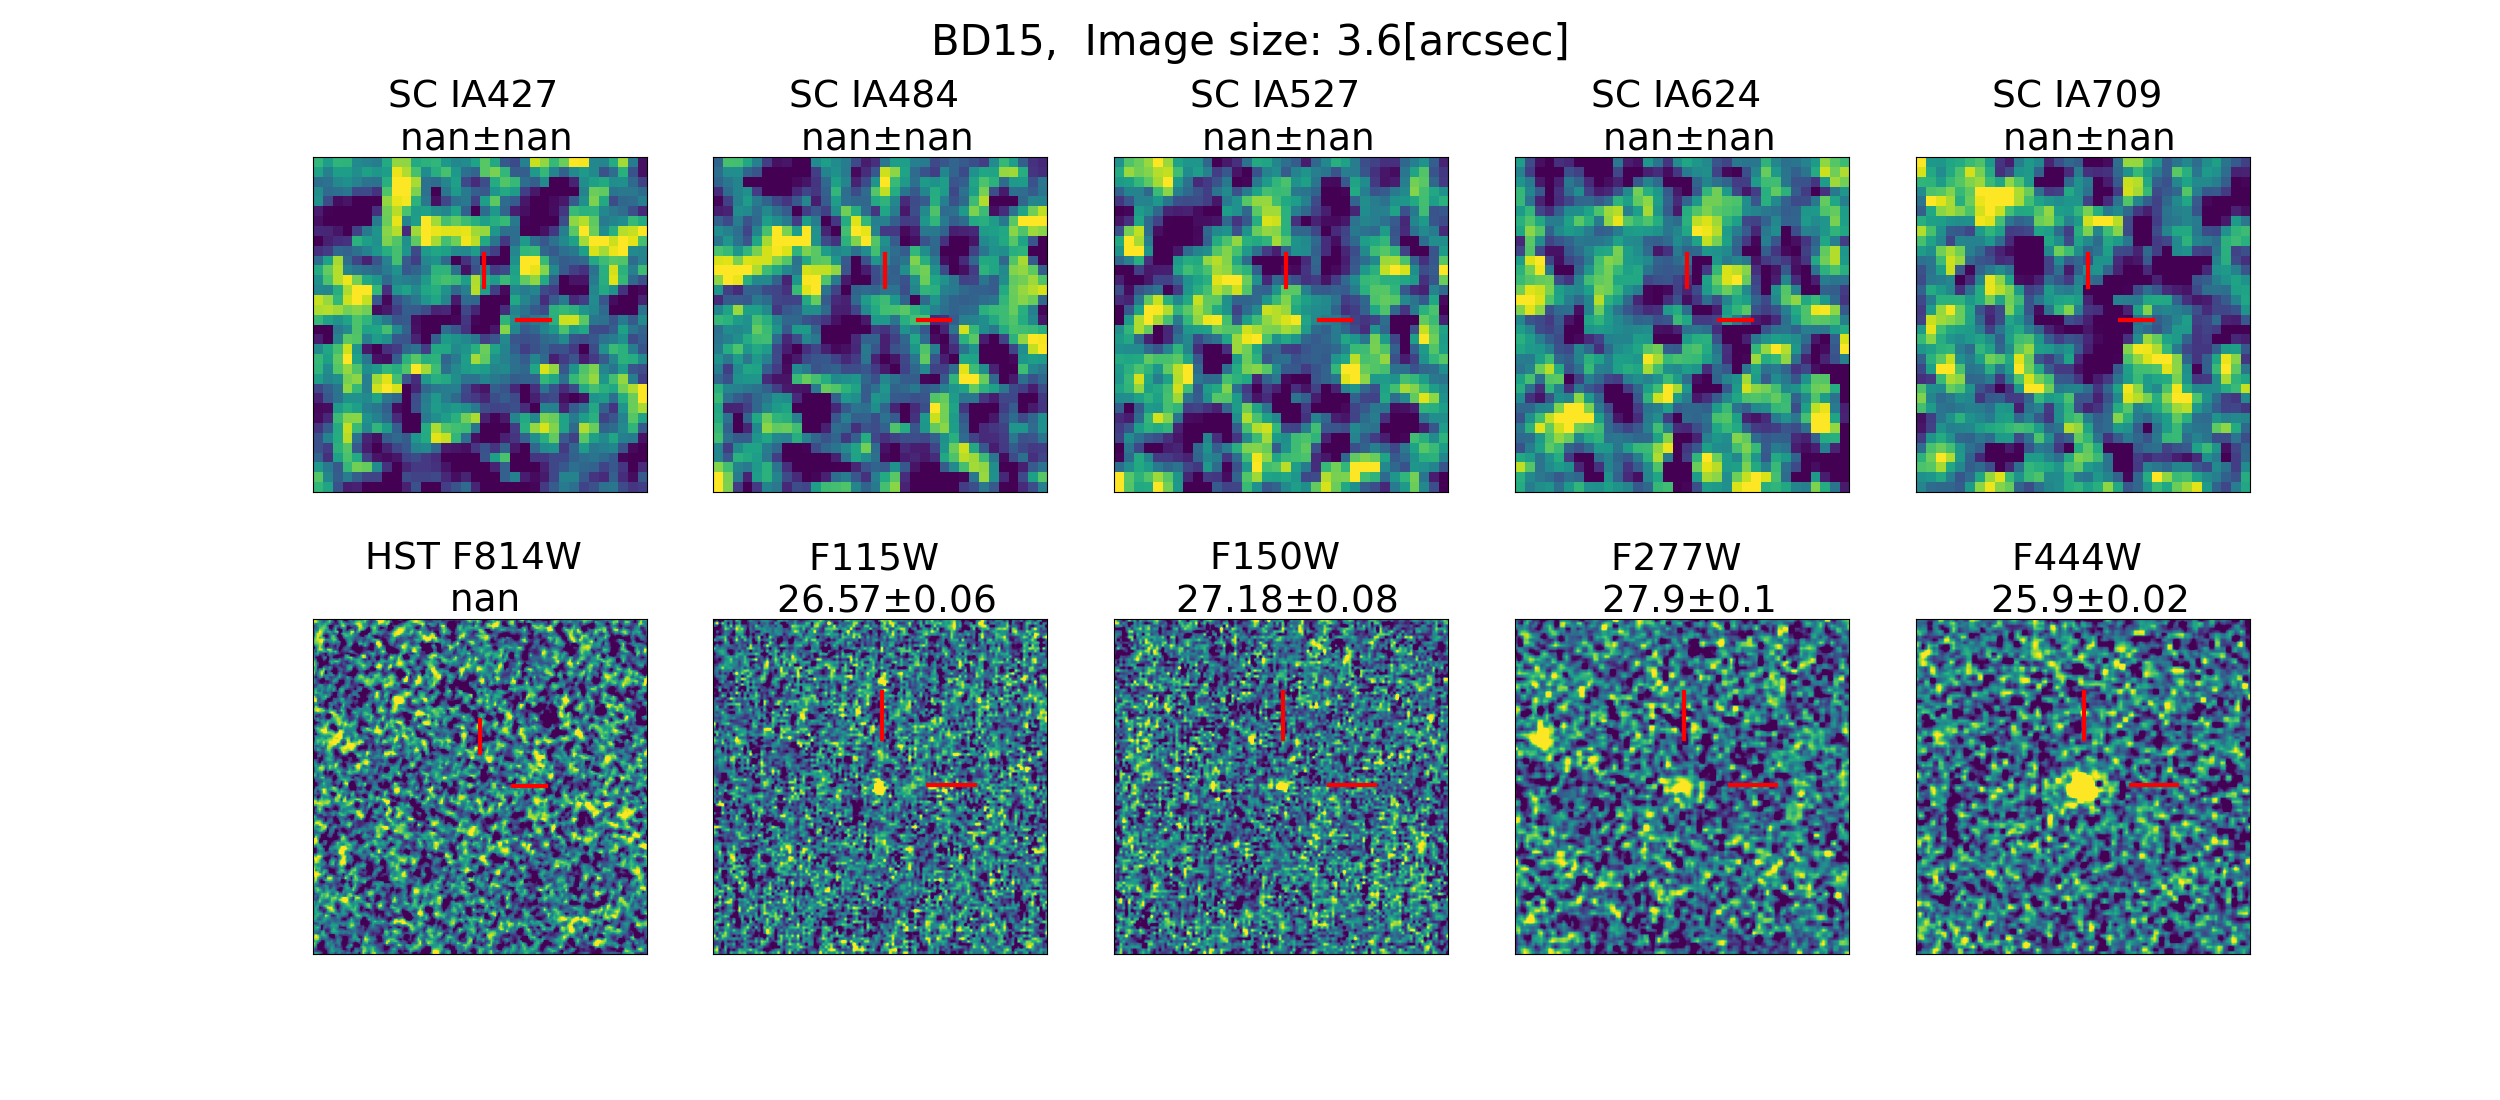 BD15,  Image size: 3.6[arcsec]
SC IA427
nan±nan
SC IA484
nan±nan
SC IA527
nan±nan
SC IA624
nan±nan
SC IA709
nan±nan
HST F814W
nan
F115W
26.57±0.06
F150W
27.18±0.08
F277W
27.9±0.1
F444W
25.9±0.02